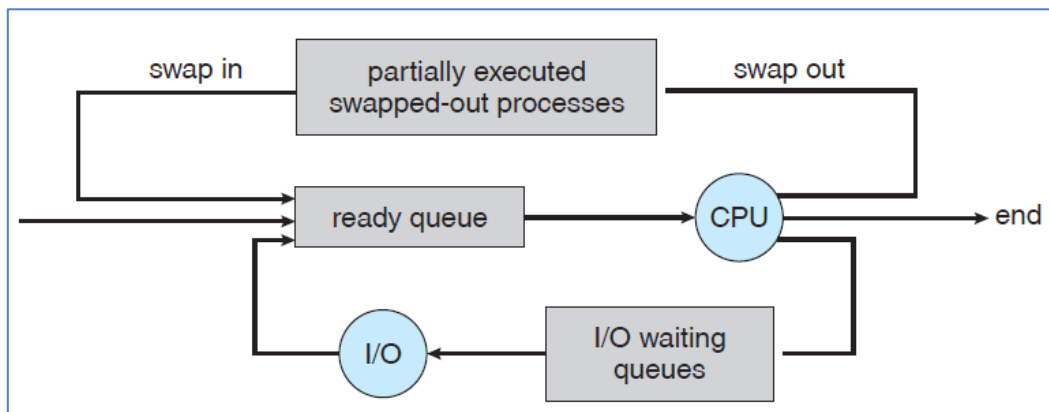 swap in
partially executed
swapped-out processes
swap out
ready queue
CPU
end
I/O
I/O waiting
queues